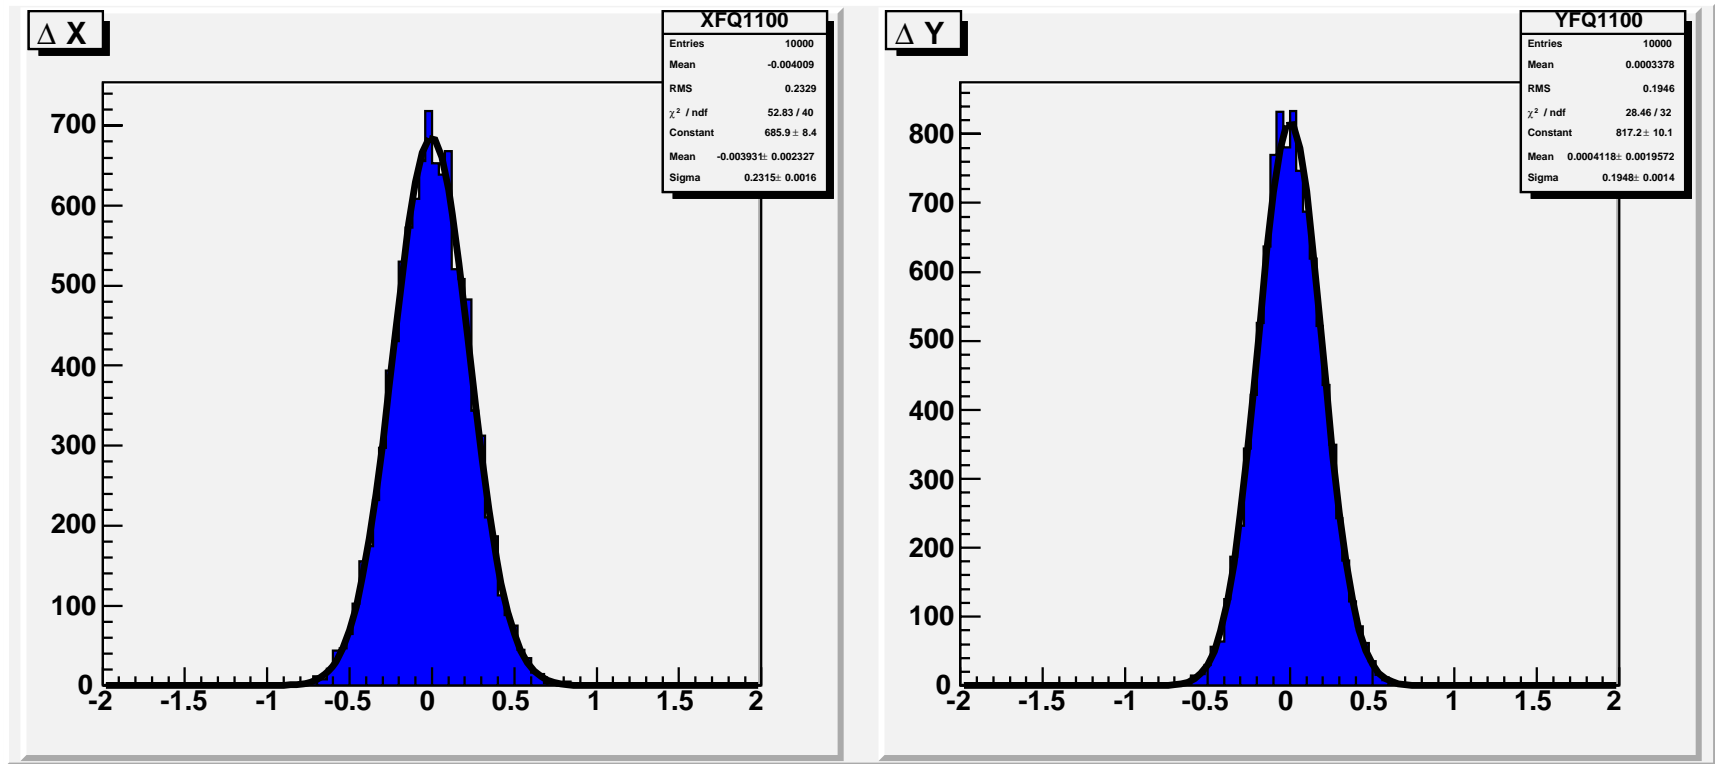 Δ X
XFQ1100
Entries 10000
Mean -0.004009
RMS 0.2329
χ² / ndf 52.83 / 40
Constant 685.9 ± 8.4
Mean -0.003931± 0.002327
Sigma 0.2315± 0.0016
700
600
500
400
300
200
100
0
-2 -1.5 -1 -0.5 0 0.5 1 1.5 2
Δ Y
YFQ1100
Entries 10000
Mean 0.0003378
RMS 0.1946
χ² / ndf 28.46 / 32
Constant 817.2 ± 10.1
Mean 0.0004118± 0.0019572
Sigma 0.1948± 0.0014
800
700
600
500
400
300
200
100
0
-2 -1.5 -1 -0.5 0 0.5 1 1.5 2